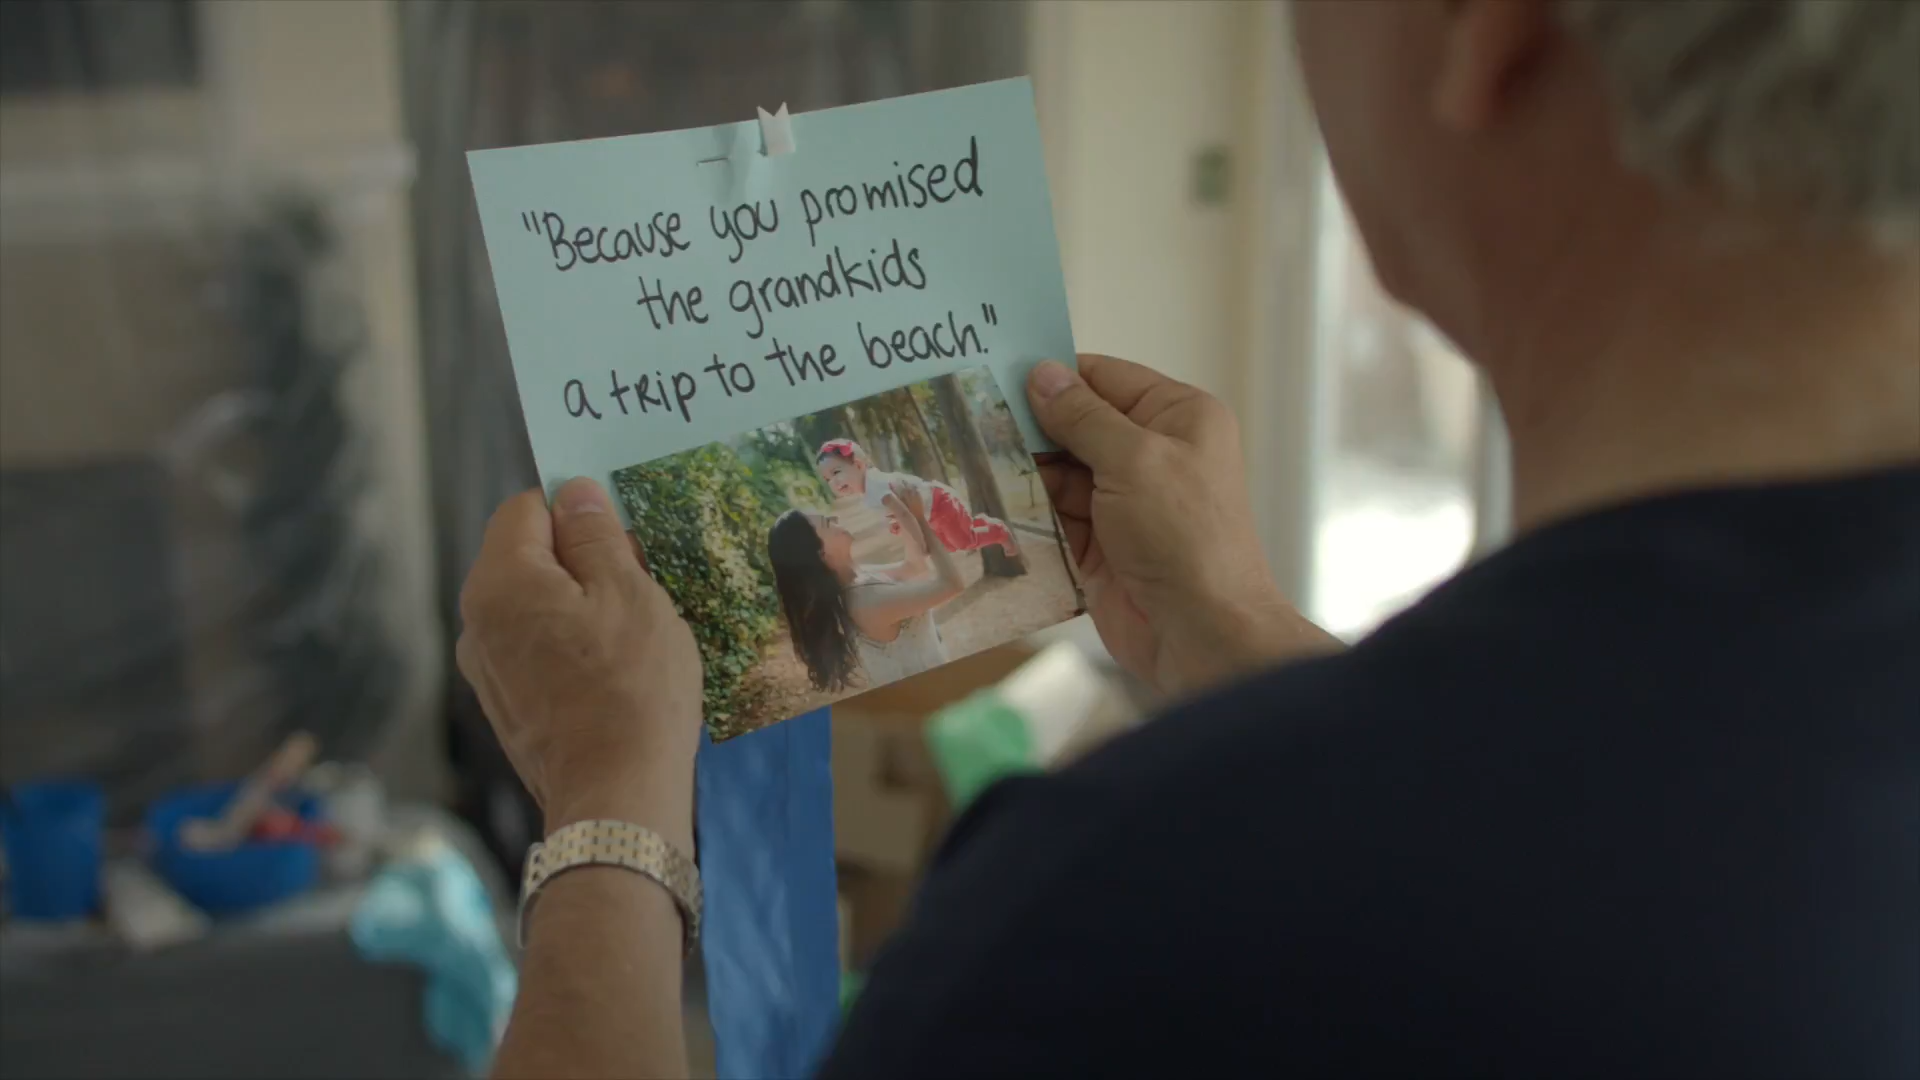 "Because you promised
the grandkids
a trip to the beach."